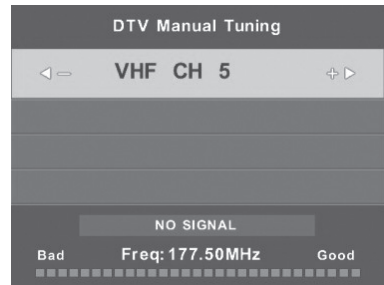 DTV Manual Tuning
VHF CH 5
NO SIGNAL
Bad Freq:177.50MHz Good